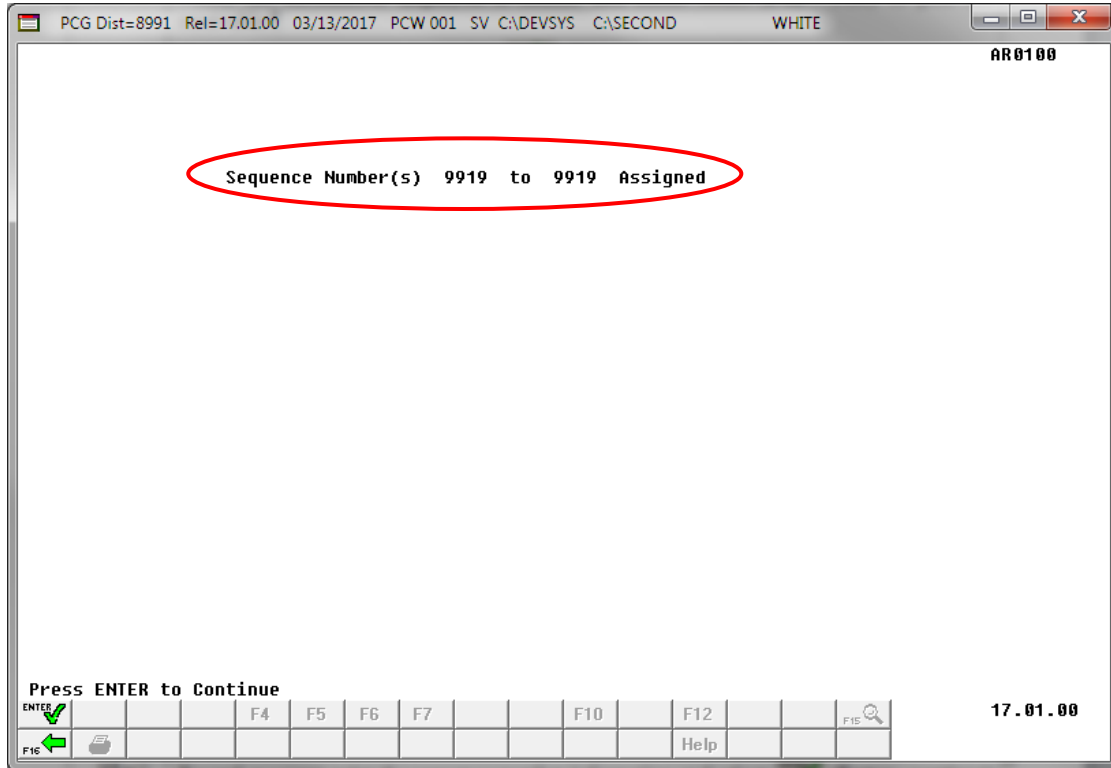 PCG Dist=8991 Rel=17.01.00 03/13/2017 PCW 001 SV C:\DEVSYS C:\SECOND WHITE
AR0100
Sequence Number(s) 9919 to 9919 Assigned
Press ENTER to Continue
ENTER F4 F5 F6 F7 F10 F12 F15 17.01.00
F16 Help